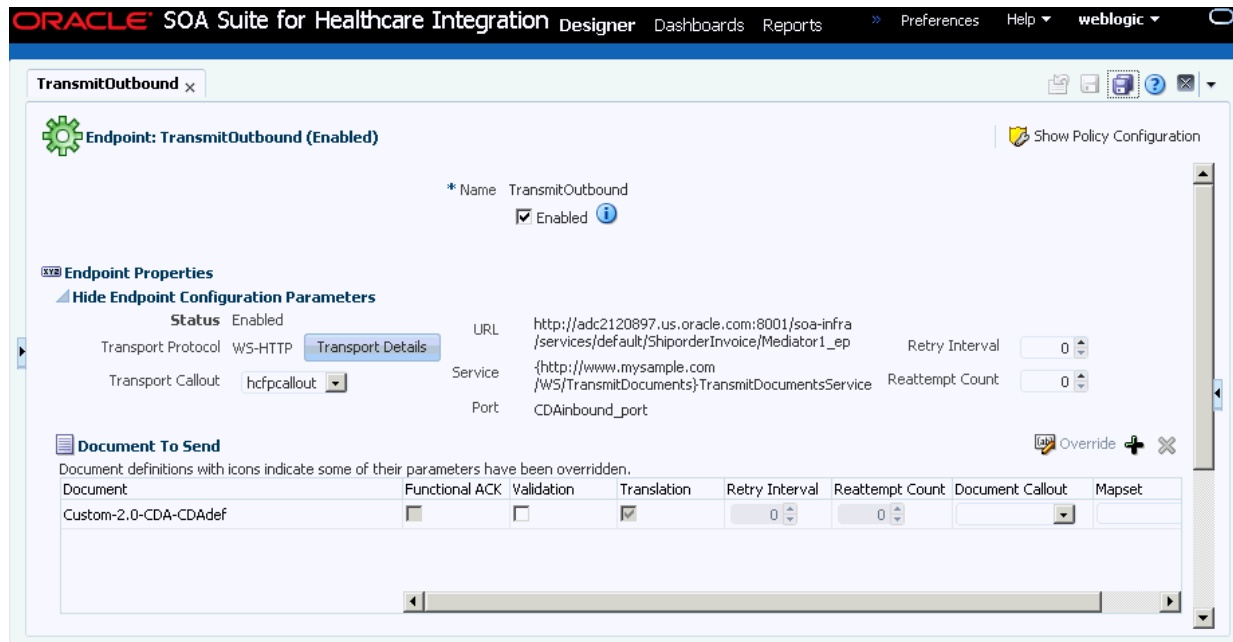 ORACLE SOA Suite for Healthcare Integration Designer Dashboards Reports » Preferences Help weblogic
TransmitOutbound x
Endpoint: TransmitOutbound (Enabled)
Show Policy Configuration
* Name TransmitOutbound
Enabled
XYZ Endpoint Properties
Hide Endpoint Configuration Parameters
Status Enabled
Transport Protocol WS-HTTP Transport Details
Transport Callout hcfpcallout
URL http://adc2120897.us.oracle.com:8001/soa-infra
/services/default/ShiporderInvoice/Mediator1_ep
Service {http://www.mysample.com
/WS/TransmitDocuments}TransmitDocumentsService
Port CDAinbound_port
Retry Interval 0
Reattempt Count 0
Document To Send
Override
Document definitions with icons indicate some of their parameters have been overridden.
Document Functional ACK Validation Translation Retry Interval Reattempt Count Document Callout Mapset
Custom-2.0-CDA-CDAdef 0 0